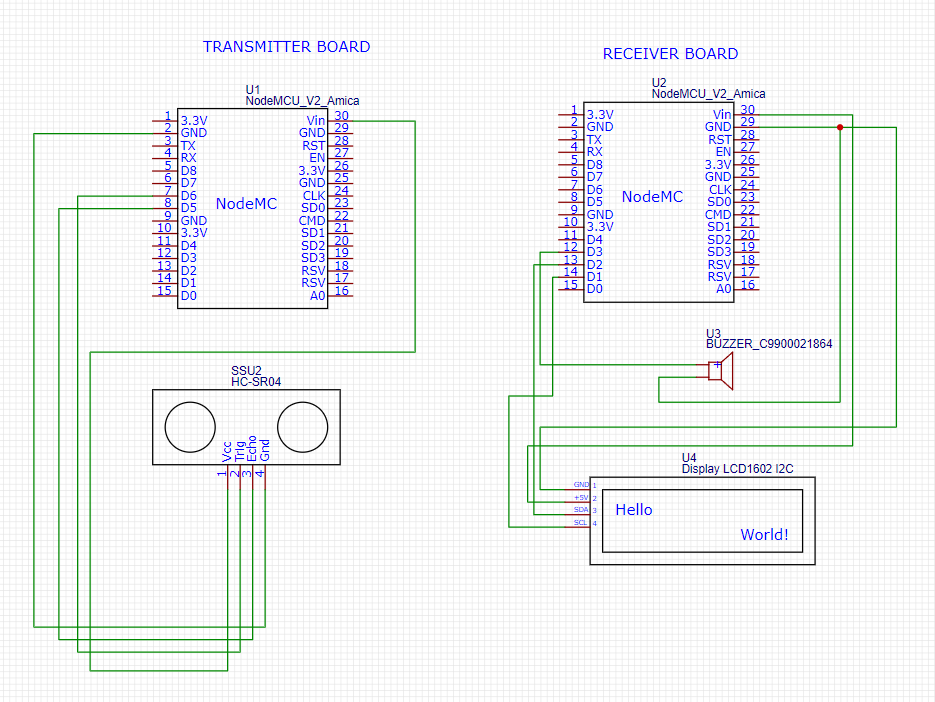 TRANSMITTER BOARD
RECEIVER BOARD
U1
NodeMCU_V2_Amica
1 3.3V Vin 30
2 GND GND 29
3 TX RST 28
4 RX EN 27
5 D8 3.3V 26
6 D7 GND 25
7 D6 CLK 24
8 D5 SD0 23
9 GND CMD 22
10 3.3V SD1 21
11 D4 SD2 20
12 D3 SD3 19
13 D2 RSV 18
14 D1 RSV 17
15 D0 A0 16
NodeMC
U2
NodeMCU_V2_Amica
1 3.3V Vin 30
2 GND GND 29
3 TX RST 28
4 RX EN 27
5 D8 3.3V 26
6 D7 GND 25
7 D6 CLK 24
8 D5 SD0 23
9 GND CMD 22
10 3.3V SD1 21
11 D4 SD2 20
12 D3 SD3 19
13 D2 RSV 18
14 D1 RSV 17
15 D0 A0 16
NodeMC
U3
BUZZER_C9900021864
+
SSU2
HC-SR04
Vcc
Trig
Echo
Gnd
1 2 3 4
U4
Display LCD1602 I2C
GND 1
+5V 2
SDA 3
SCL 4
Hello
World!